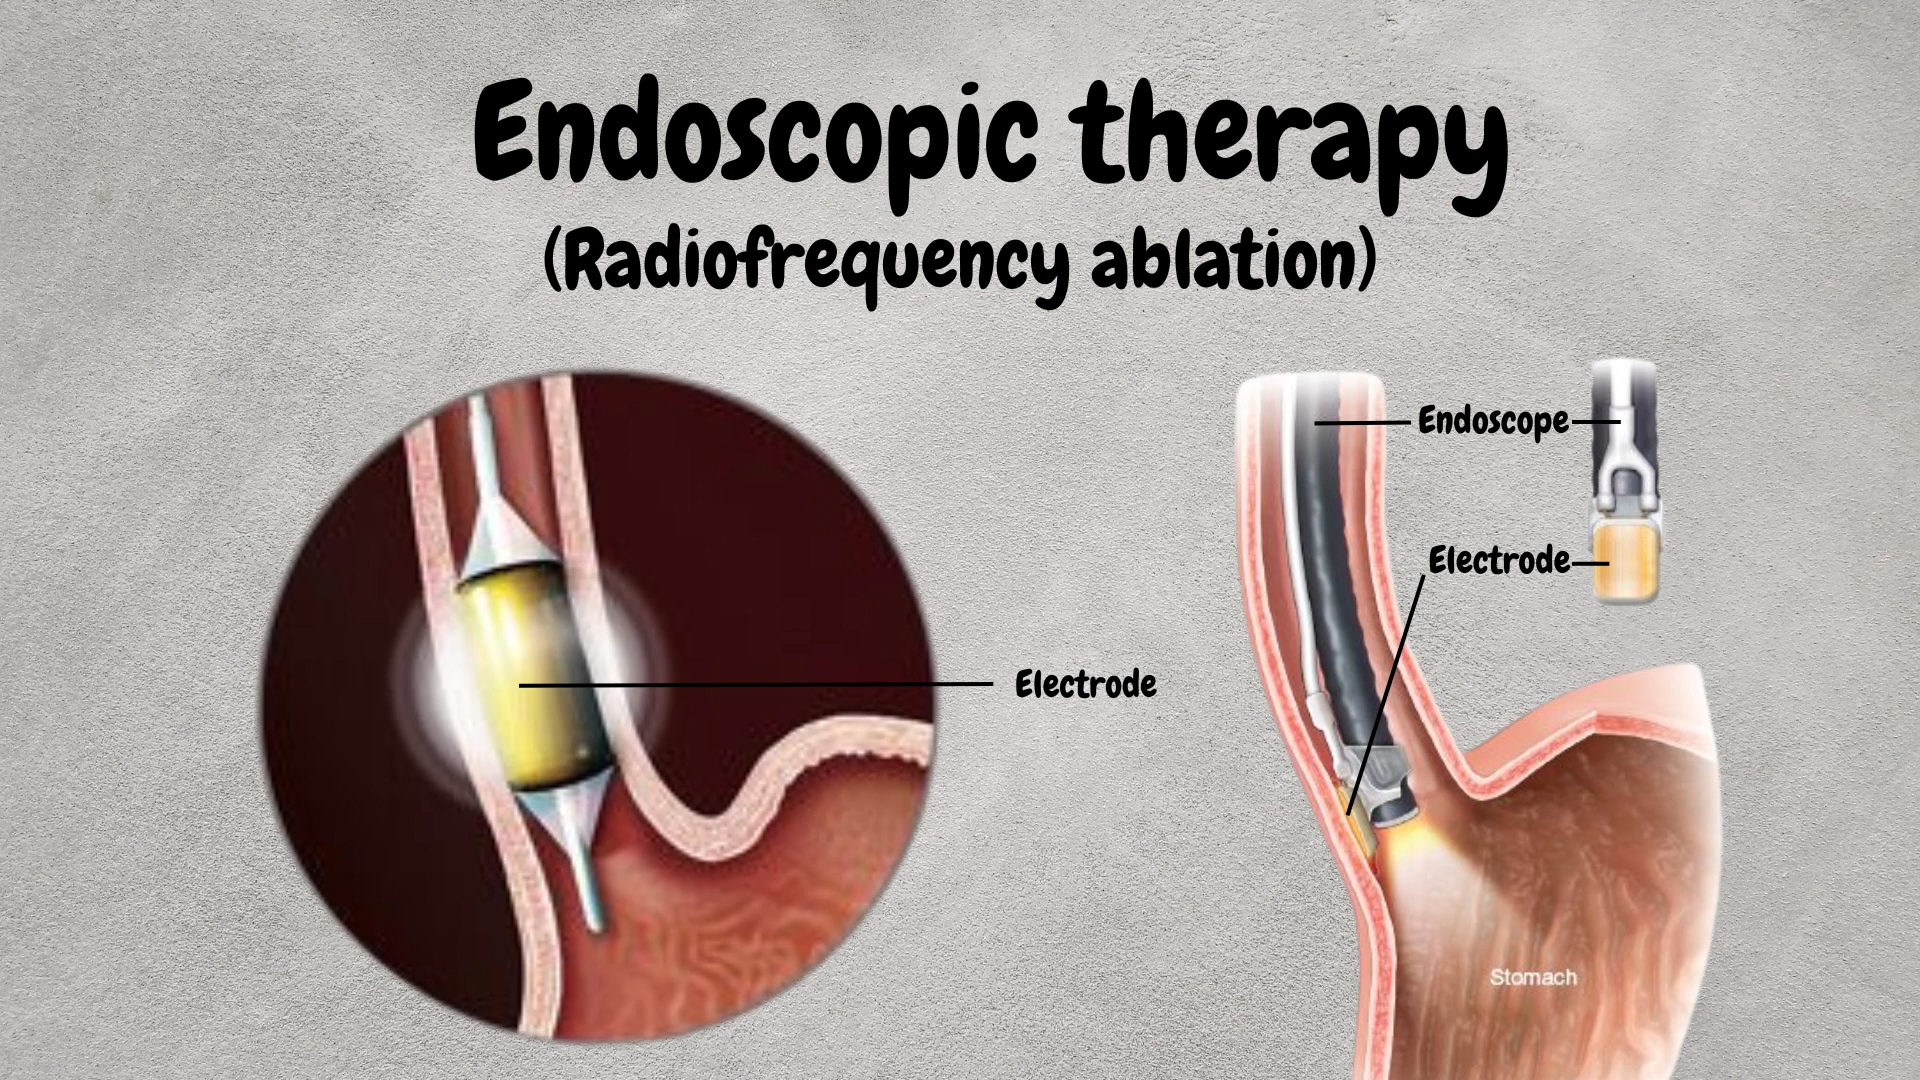 Endoscopic therapy
(Radiofrequency ablation)
Endoscope
Electrode
Electrode
Stomach